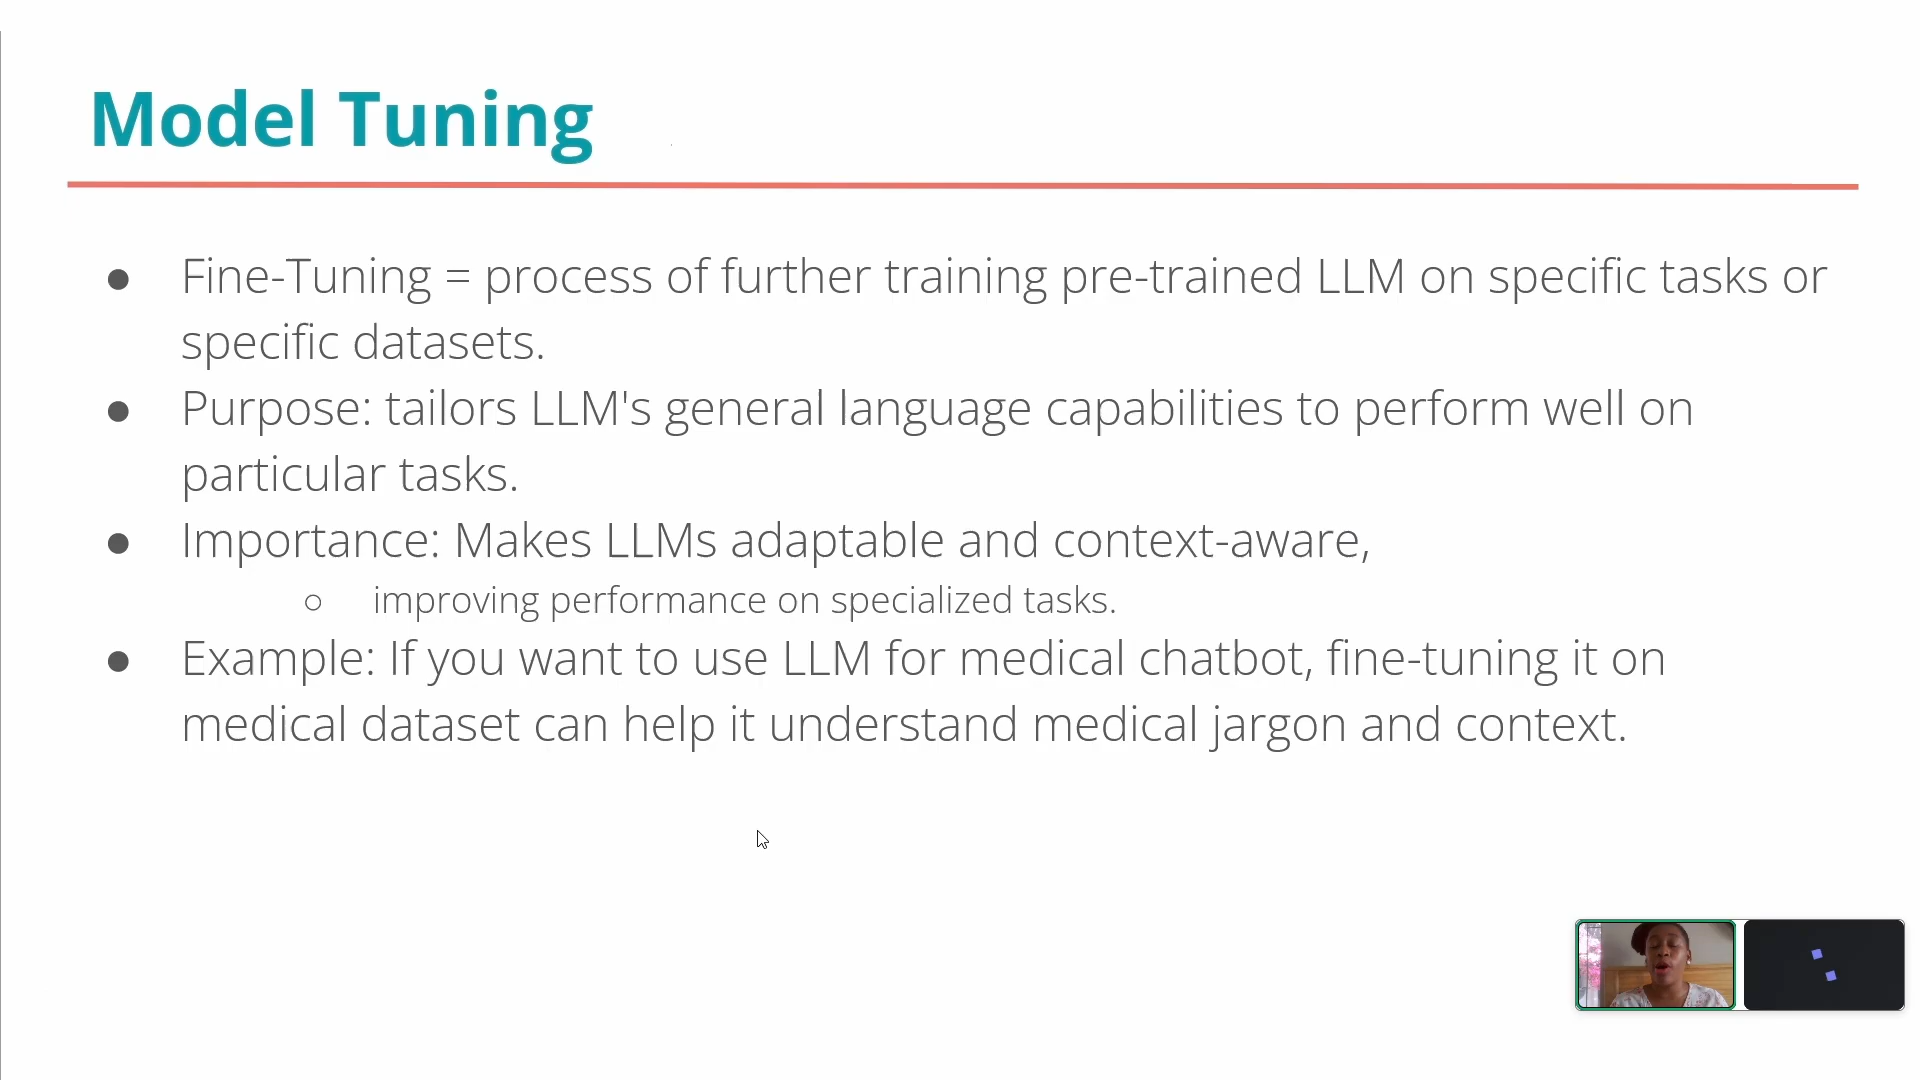 Model Tuning
● Fine-Tuning = process of further training pre-trained LLM on specific tasks or
specific datasets.
● Purpose: tailors LLM's general language capabilities to perform well on
particular tasks.
● Importance: Makes LLMs adaptable and context-aware,
○ improving performance on specialized tasks.
● Example: If you want to use LLM for medical chatbot, fine-tuning it on
medical dataset can help it understand medical jargon and context.